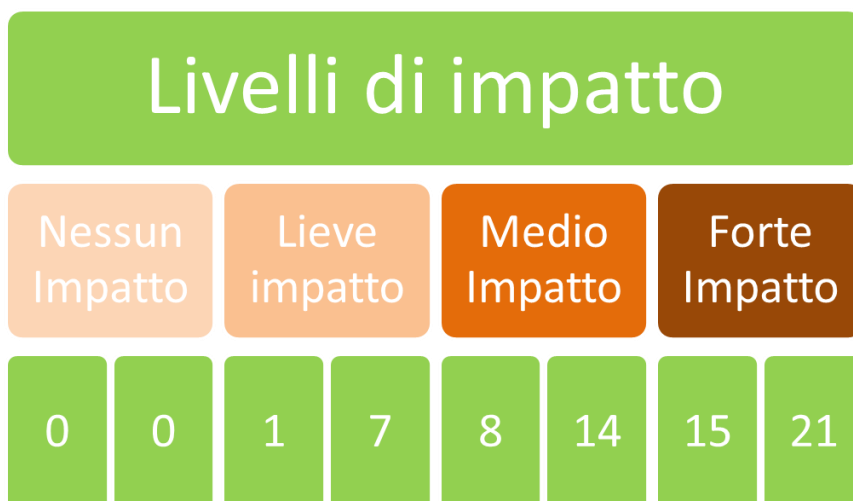 Livelli di impatto
Nessun
Impatto
Lieve
impatto
Medio
Impatto
Forte
Impatto
0 0 1 7 8 14 15 21